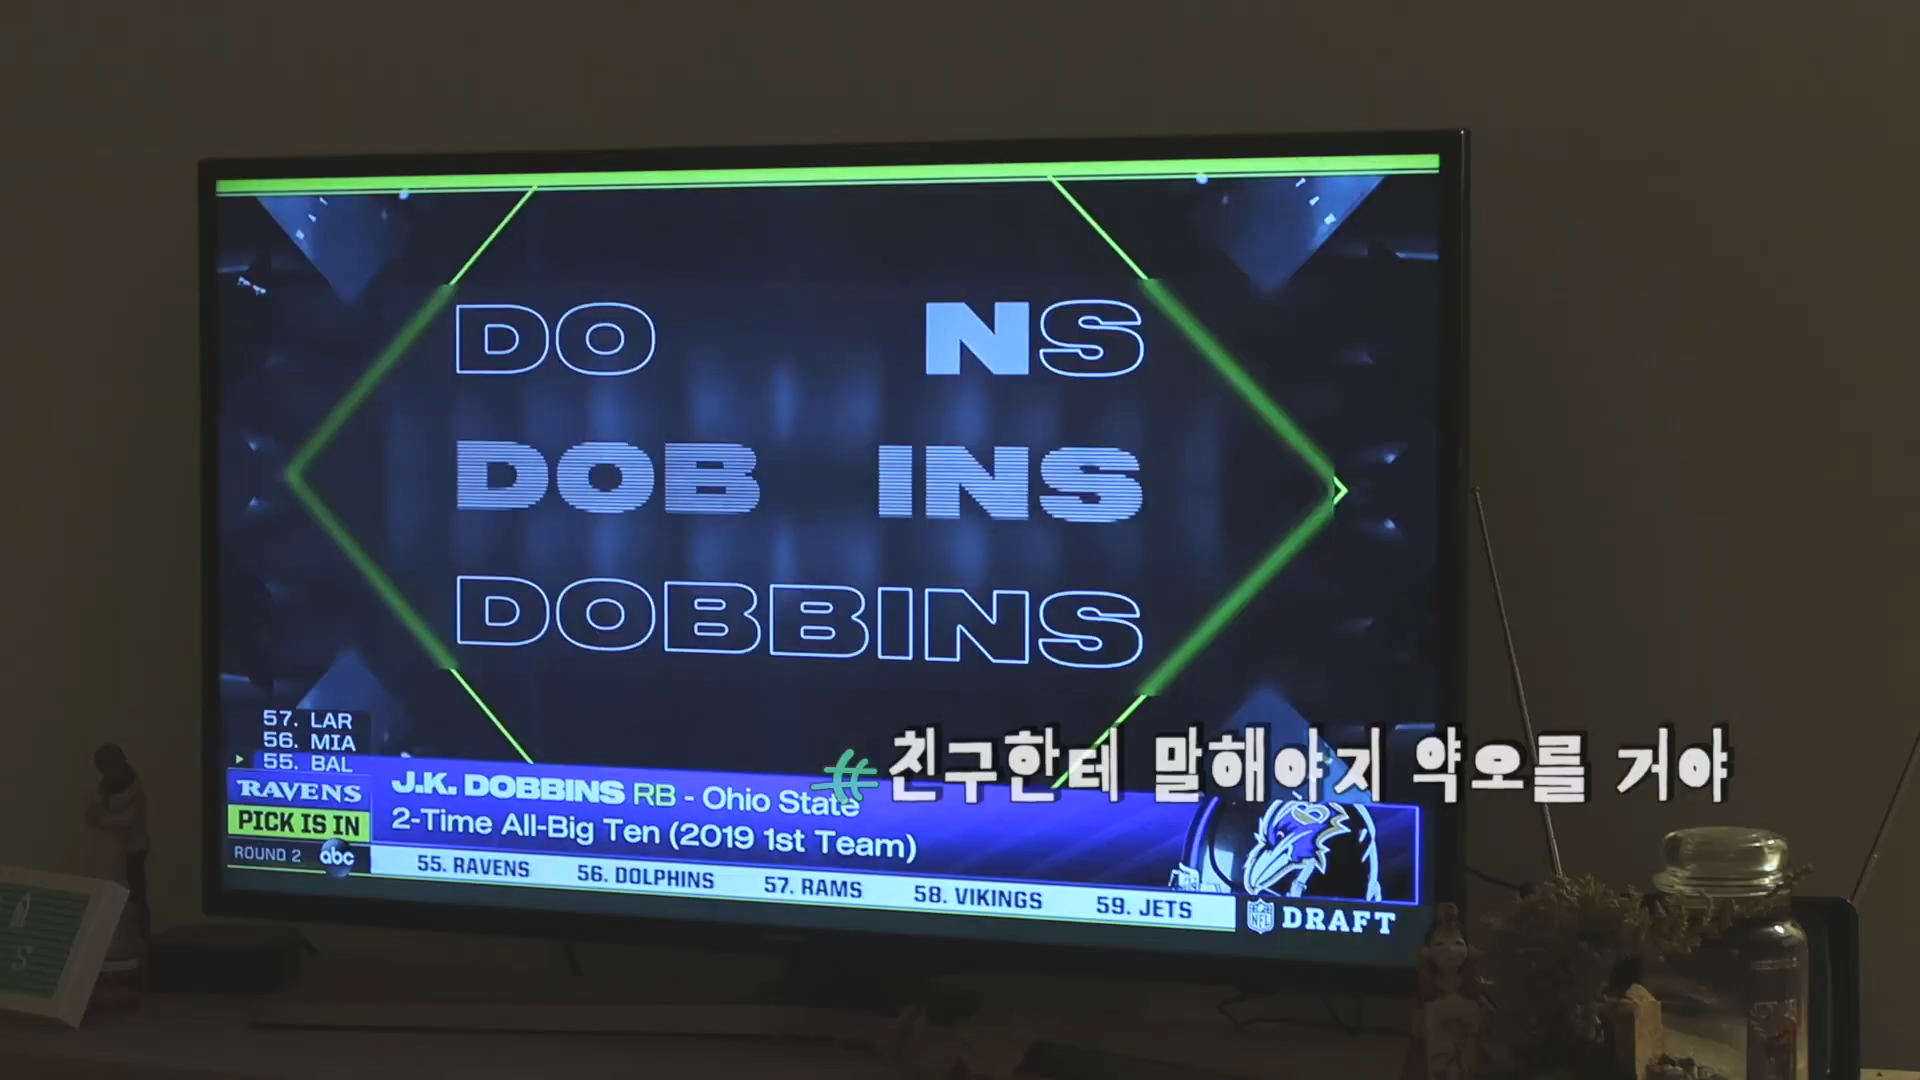 DO NS
DOB INS
DOBBINS
57. LAR
56. MIA
55. BAL
친구한테 말해야지 약오를 거야
RAVENS
PICK IS IN
ROUND 2 abc
J.K. DOBBINS RB - Ohio State
2-Time All-Big Ten (2019 1st Team)
55. RAVENS 56. DOLPHINS 57. RAMS 58. VIKINGS 59. JETS
NFL DRAFT
S